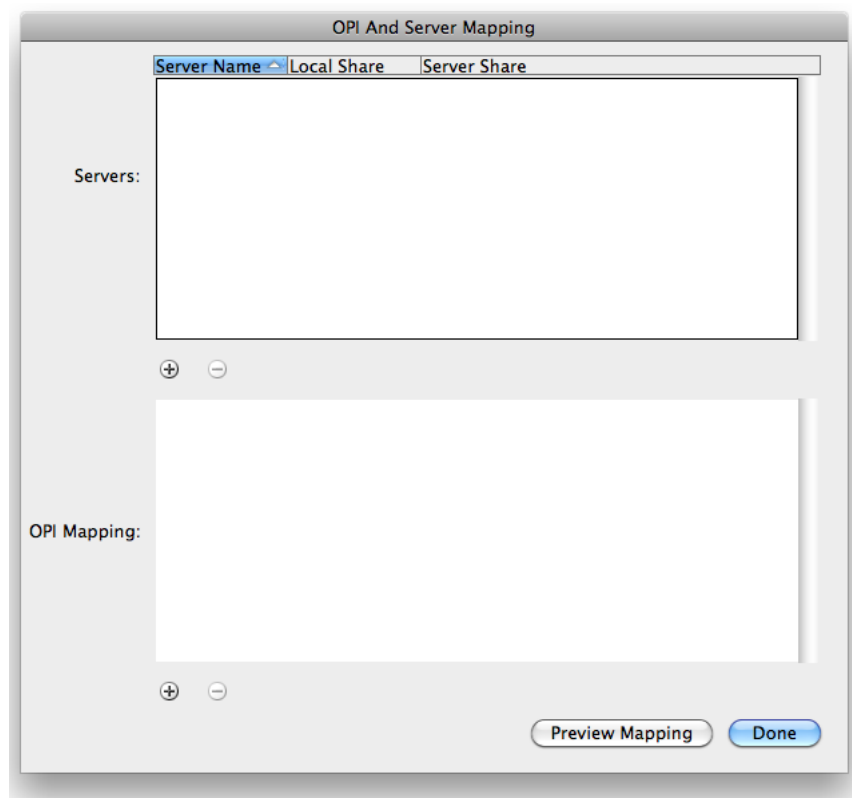 OPI And Server Mapping
Server Name Local Share Server Share
Servers:
OPI Mapping:
Preview Mapping Done